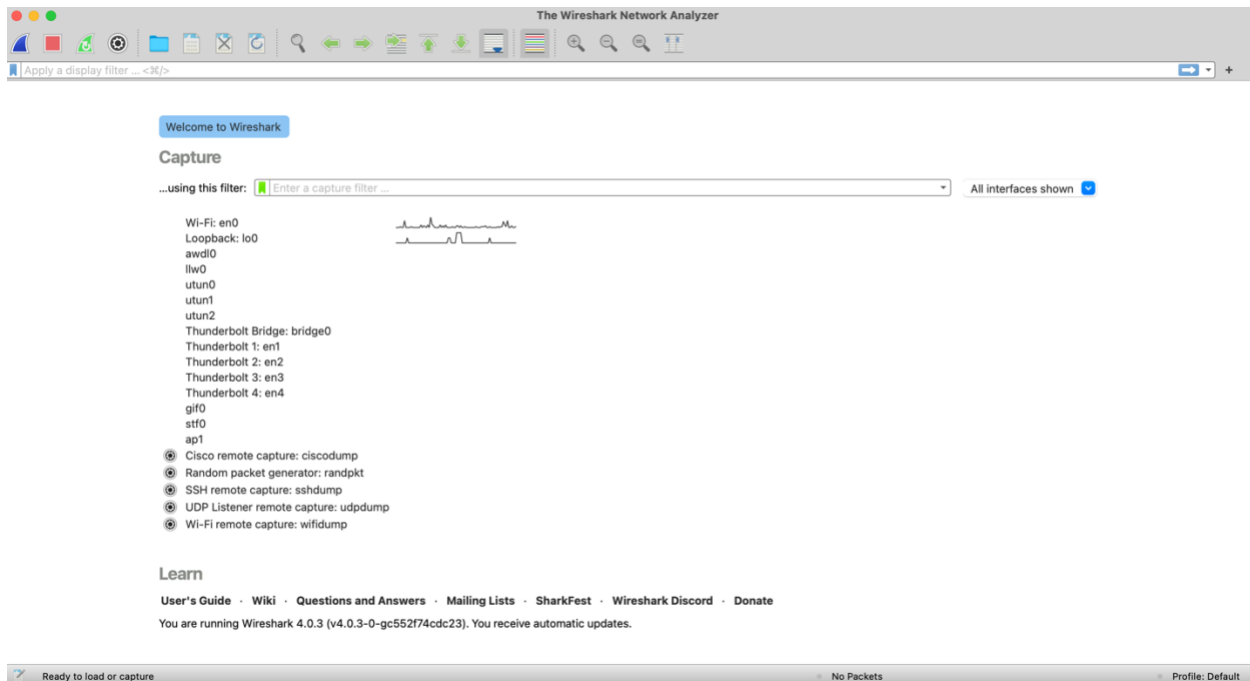 The Wireshark Network Analyzer
Apply a display filter ... <⌘/>
+
Welcome to Wireshark
Capture
...using this filter: Enter a capture filter ... All interfaces shown
Wi-Fi: en0
Loopback: lo0
awdl0
llw0
utun0
utun1
utun2
Thunderbolt Bridge: bridge0
Thunderbolt 1: en1
Thunderbolt 2: en2
Thunderbolt 3: en3
Thunderbolt 4: en4
gif0
stf0
ap1
Cisco remote capture: ciscodump
Random packet generator: randpkt
SSH remote capture: sshdump
UDP Listener remote capture: udpdump
Wi-Fi remote capture: wifidump
Learn
User's Guide · Wiki · Questions and Answers · Mailing Lists · SharkFest · Wireshark Discord · Donate
You are running Wireshark 4.0.3 (v4.0.3-0-gc552f74cdc23). You receive automatic updates.
Ready to load or capture No Packets Profile: Default